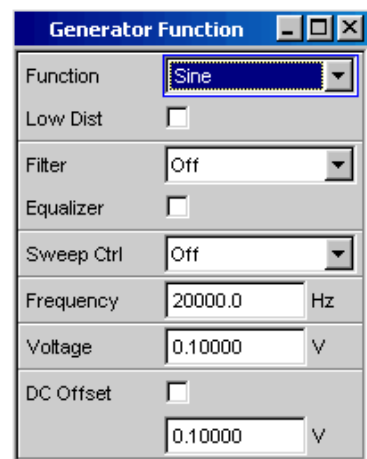 Generator Function
Function Sine
Low Dist
Filter Off
Equalizer
Sweep Ctrl Off
Frequency 20000.0 Hz
Voltage 0.10000 V
DC Offset
0.10000 V